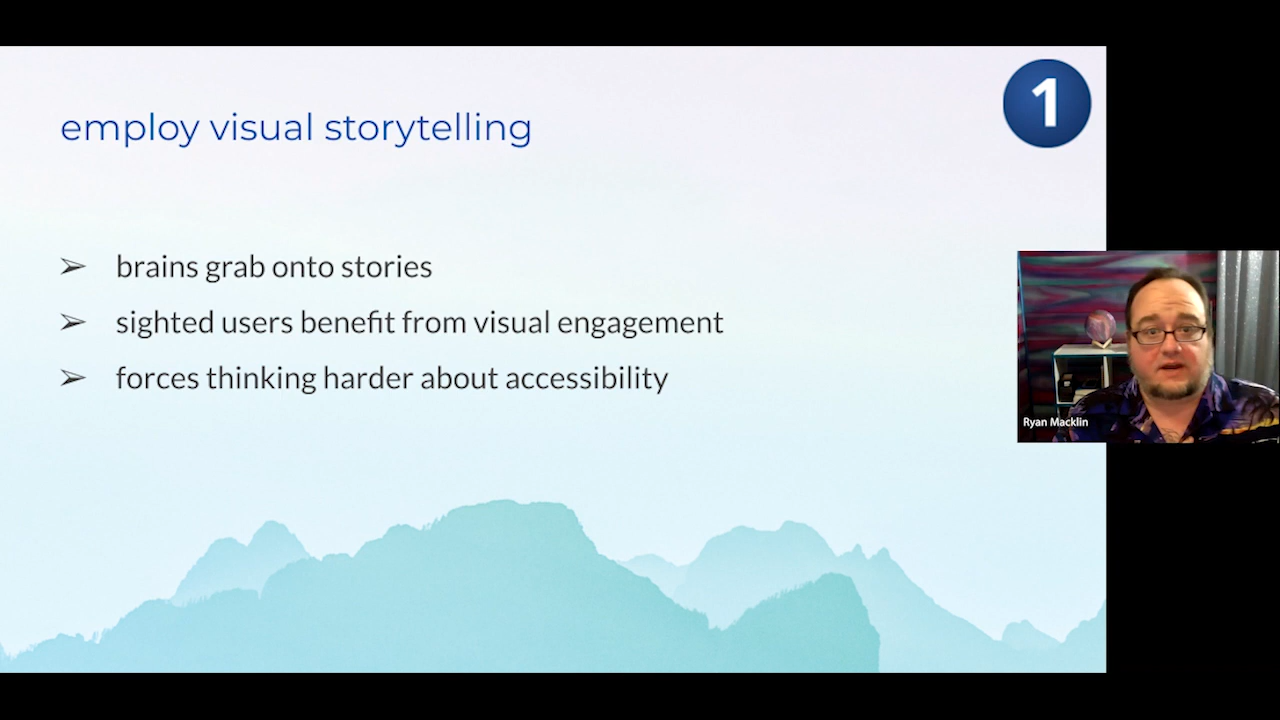 employ visual storytelling
1
➢ brains grab onto stories
➢ sighted users benefit from visual engagement
➢ forces thinking harder about accessibility
Ryan Macklin